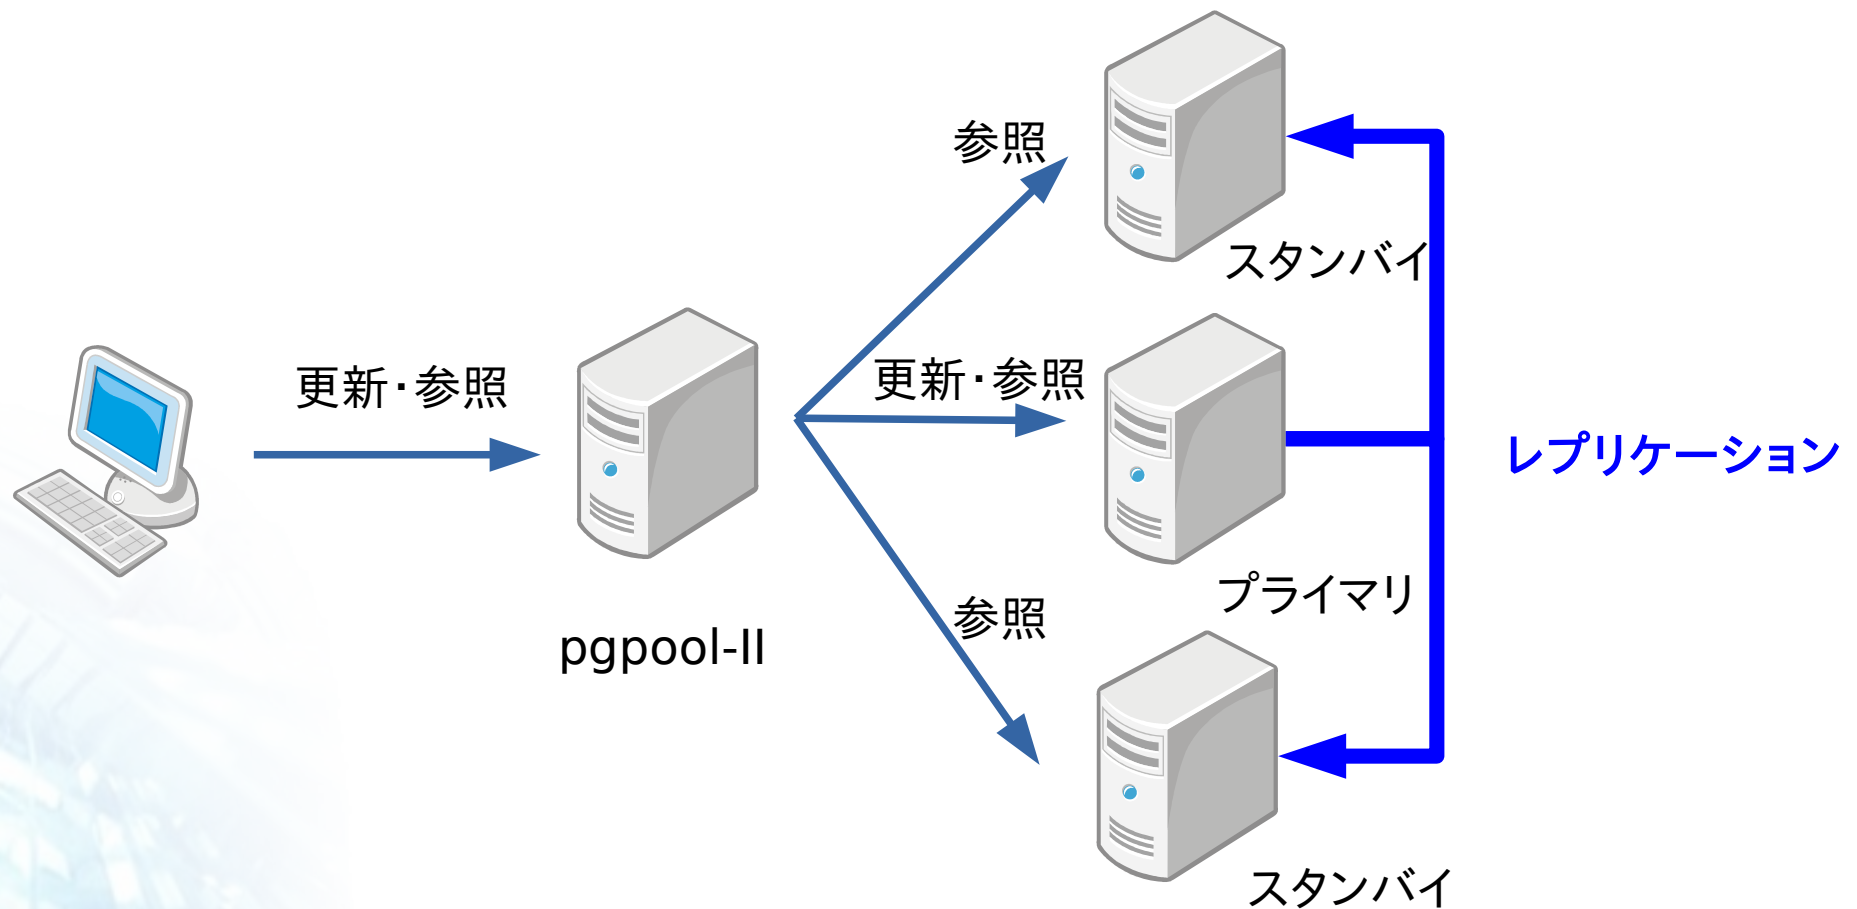 参照
スタンバイ
更新・参照
更新・参照
レプリケーション
プライマリ
参照
pgpool-II
スタンバイ